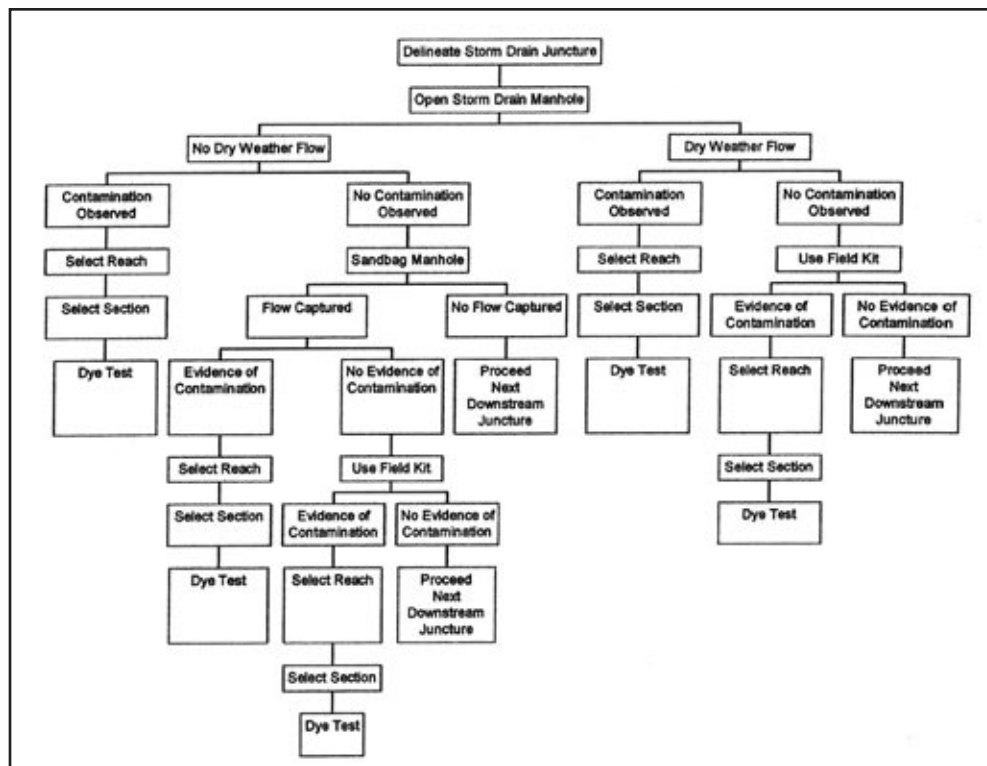 Delineate Storm Drain Juncture
Open Storm Drain Manhole
No Dry Weather Flow
Dry Weather Flow
Contamination
Observed
No Contamination
Observed
Contamination
Observed
No Contamination
Observed
Select Reach
Sandbag Manhole
Select Reach
Use Field Kit
Select Section
Flow Captured
No Flow Captured
Select Section
Evidence of
Contamination
No Evidence of
Contamination
Dye Test
Evidence of
Contamination
No Evidence of
Contamination
Proceed
Next
Downstream
Juncture
Dye Test
Select Reach
Proceed
Next
Downstream
Juncture
Select Reach
Use Field Kit
Select Section
Select Section
Evidence of
Contamination
No Evidence of
Contamination
Dye Test
Dye Test
Select Reach
Proceed
Next
Downstream
Juncture
Select Section
Dye Test